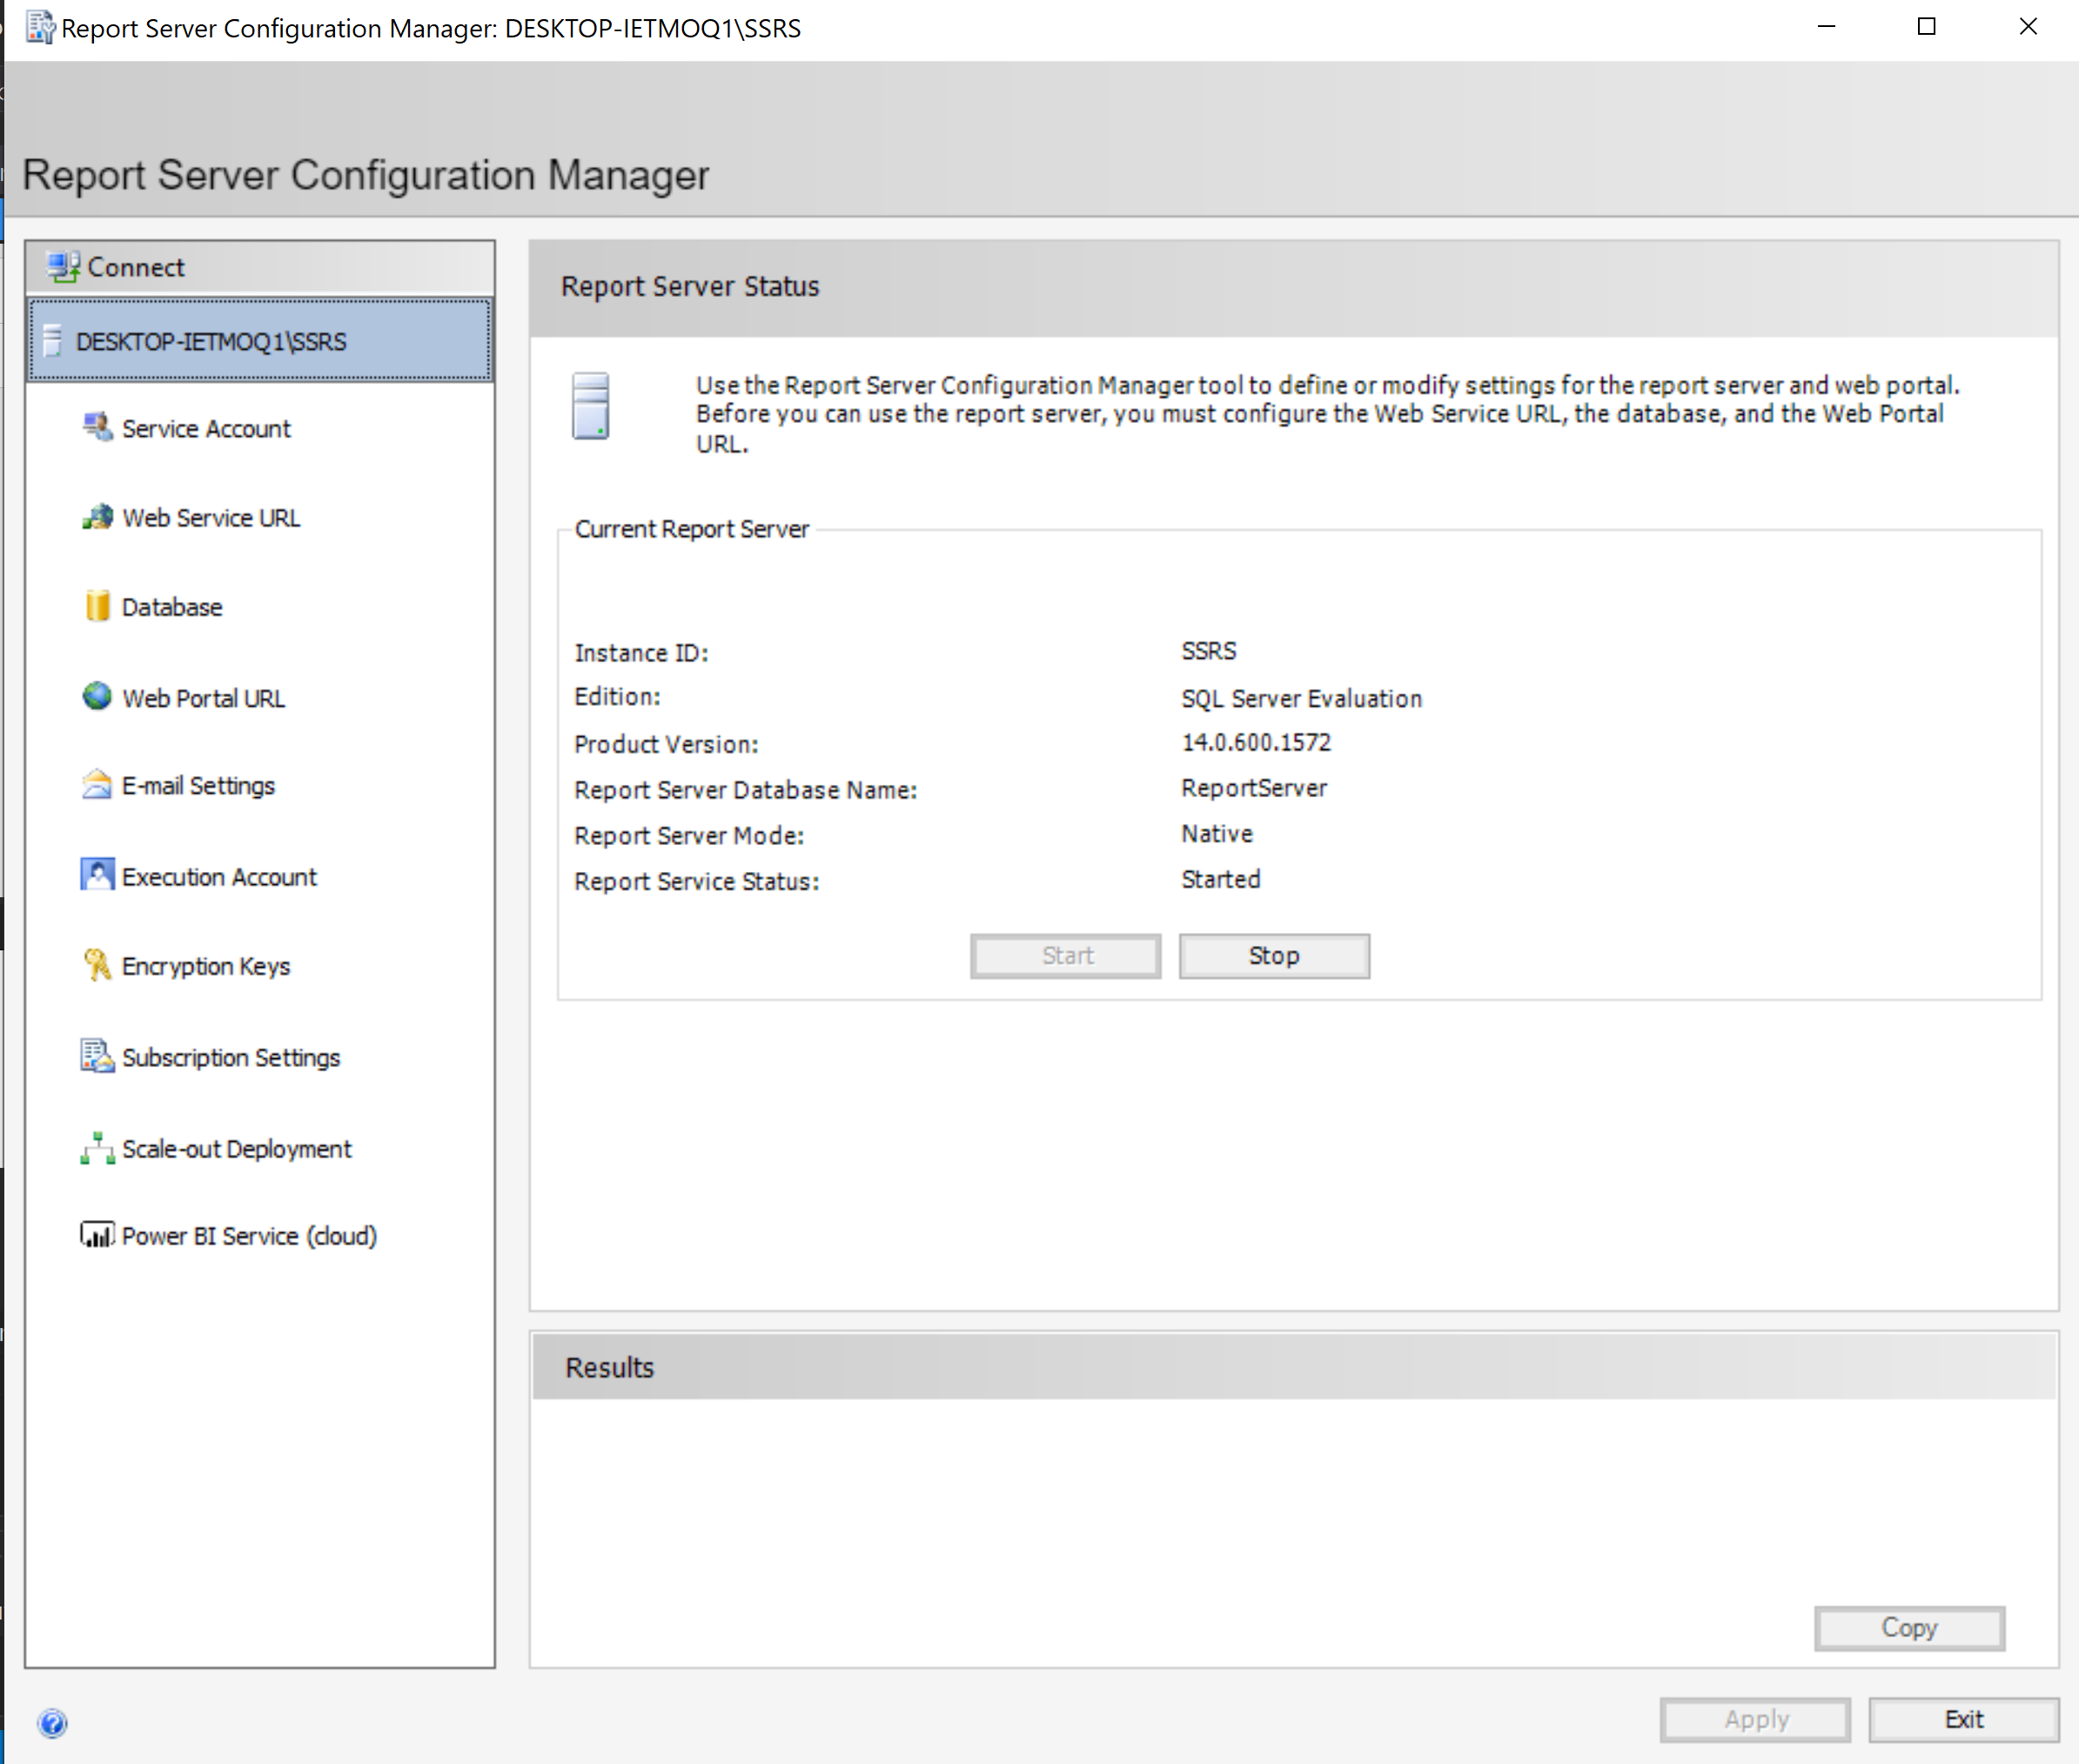 Report Server Configuration Manager: DESKTOP-IETMOQ1\SSRS
Report Server Configuration Manager
Connect
DESKTOP-IETMOQ1\SSRS
Service Account
Web Service URL
Database
Web Portal URL
E-mail Settings
Execution Account
Encryption Keys
Subscription Settings
Scale-out Deployment
Power BI Service (cloud)
Report Server Status
Use the Report Server Configuration Manager tool to define or modify settings for the report server and web portal.
Before you can use the report server, you must configure the Web Service URL, the database, and the Web Portal
URL.
Current Report Server
Instance ID: SSRS
Edition: SQL Server Evaluation
Product Version: 14.0.600.1572
Report Server Database Name: ReportServer
Report Server Mode: Native
Report Service Status: Started
Start Stop
Results
Copy
Apply Exit